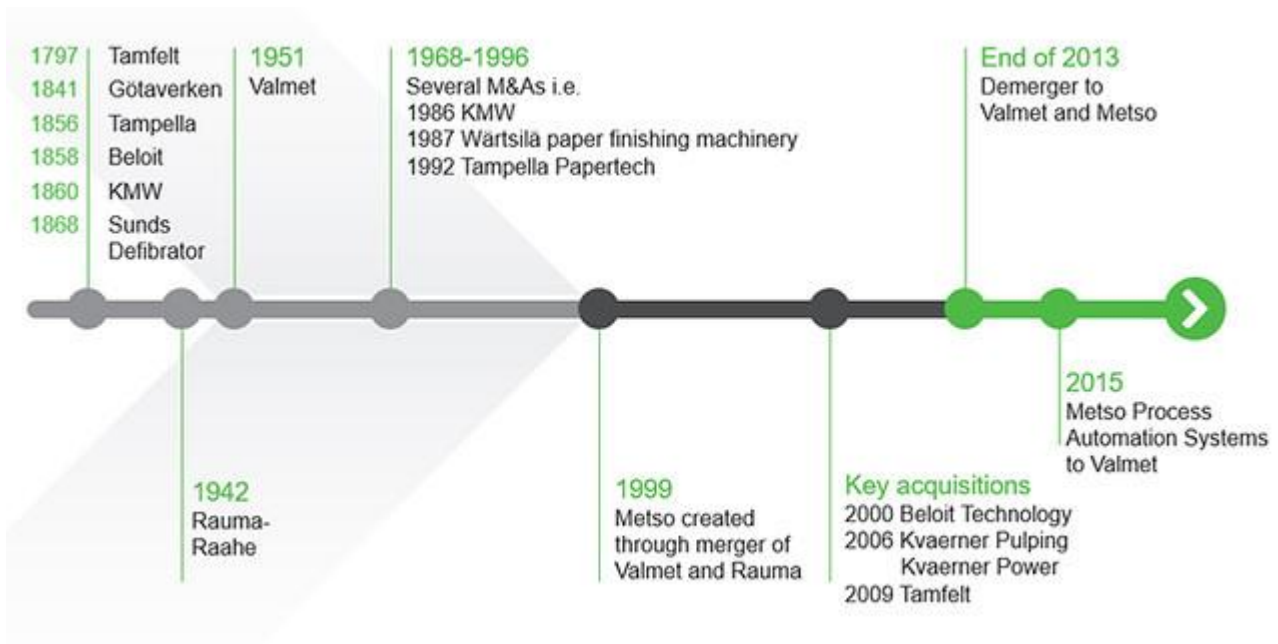 1797 Tamfelt
1841 Götaverken
1856 Tampella
1858 Beloit
1860 KMW
1868 Sunds
Defibrator
1942
Rauma-
Raahe
1951
Valmet
1968-1996
Several M&As i.e.
1986 KMW
1987 Wärtsilä paper finishing machinery
1992 Tampella Papertech
1999
Metso created
through merger of
Valmet and Rauma
Key acquisitions
2000 Beloit Technology
2006 Kvaerner Pulping
Kvaerner Power
2009 Tamfelt
End of 2013
Demerger to
Valmet and Metso
2015
Metso Process
Automation Systems
to Valmet